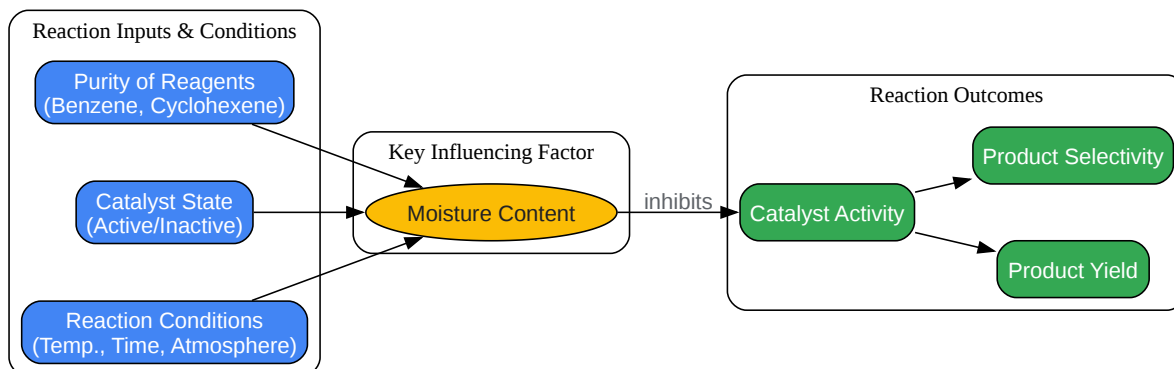 Reaction Inputs & Conditions
Purity of Reagents
(Benzene, Cyclohexene)
Catalyst State
(Active/Inactive)
Reaction Conditions
(Temp., Time, Atmosphere)
Key Influencing Factor
Moisture Content
inhibits
Reaction Outcomes
Catalyst Activity
Product Selectivity
Product Yield